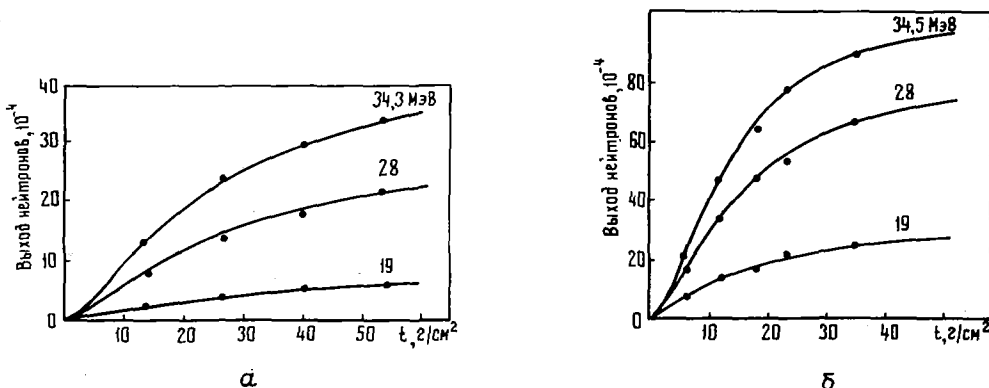 Выход нейтронов, 10⁻⁴
40
30
20
10
0
34,3 МэВ
28
19
10 20 30 40 50 t, г/см²
а
Выход нейтронов, 10⁻⁴
80
60
40
20
0
34,5 МэВ
28
19
10 20 30 40 t, г/см²
б